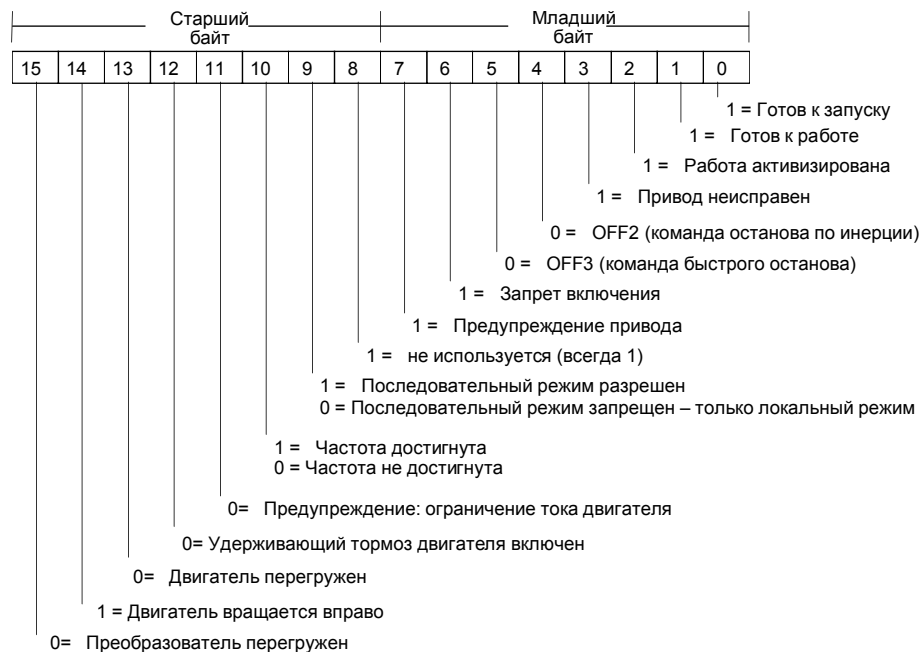 Старший байт
Младший байт
15 14 13 12 11 10 9 8 7 6 5 4 3 2 1 0
1 = Готов к запуску
1 = Готов к работе
1 = Работа активизирована
1 = Привод неисправен
0 = OFF2 (команда останова по инерции)
0 = OFF3 (команда быстрого останова)
1 = Запрет включения
1 = Предупреждение привода
1 = не используется (всегда 1)
1 = Последовательный режим разрешен
0 = Последовательный режим запрещен – только локальный режим
1 = Частота достигнута
0 = Частота не достигнута
0= Предупреждение: ограничение тока двигателя
0= Удерживающий тормоз двигателя включен
0= Двигатель перегружен
1 = Двигатель вращается вправо
0= Преобразователь перегружен